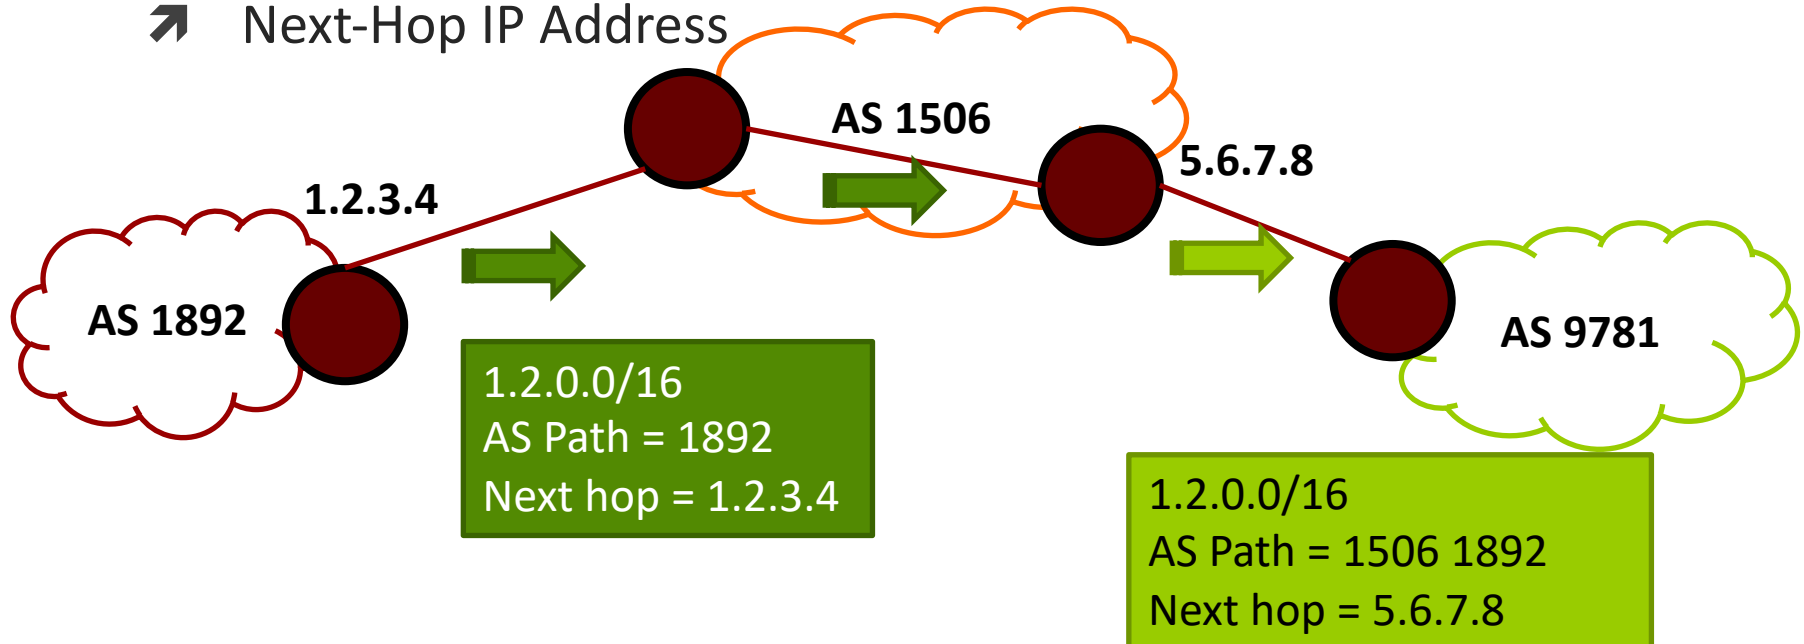 Next-Hop IP Address
AS 1506
5.6.7.8
1.2.3.4
AS 1892
AS 9781
1.2.0.0/16
AS Path = 1892
Next hop = 1.2.3.4
1.2.0.0/16
AS Path = 1506 1892
Next hop = 5.6.7.8